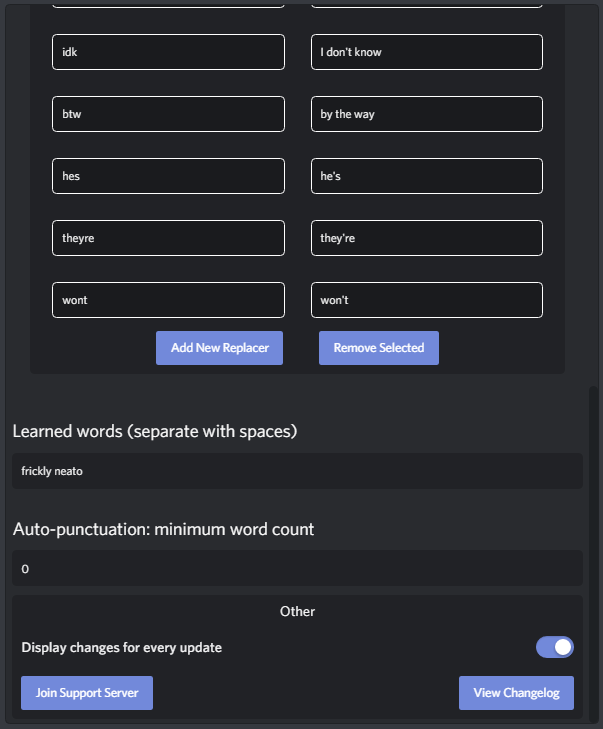 idk I don't know
btw by the way
hes he's
theyre they're
wont won't
Add New Replacer Remove Selected
Learned words (separate with spaces)
frickly neato
Auto-punctuation: minimum word count
0
Other
Display changes for every update
Join Support Server View Changelog